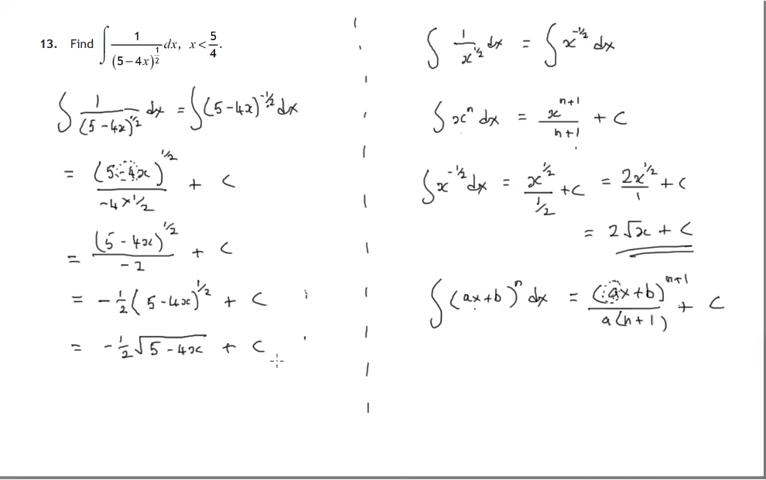 13. Find ∫ 1/(5−4x)^(1/2) dx, x < 5/4.
∫ 1/(5−4x)^(1/2) dx = ∫(5−4x)^(-1/2) dx
= (5−4x)^(1/2)/(−4×1/2) + C
= (5−4x)^(1/2)/(−2) + C
= −1/2(5−4x)^(1/2) + C
= −1/2√(5−4x) + C
∫ 1/x^(1/2) dx = ∫x^(-1/2) dx
∫x^n dx = x^(n+1)/(n+1) + C
∫x^(-1/2) dx = x^(1/2)/(1/2) + C = 2x^(1/2)/1 + C
= 2√x + C
∫(ax+b)^n dx = (ax+b)^(n+1)/(a(n+1)) + C